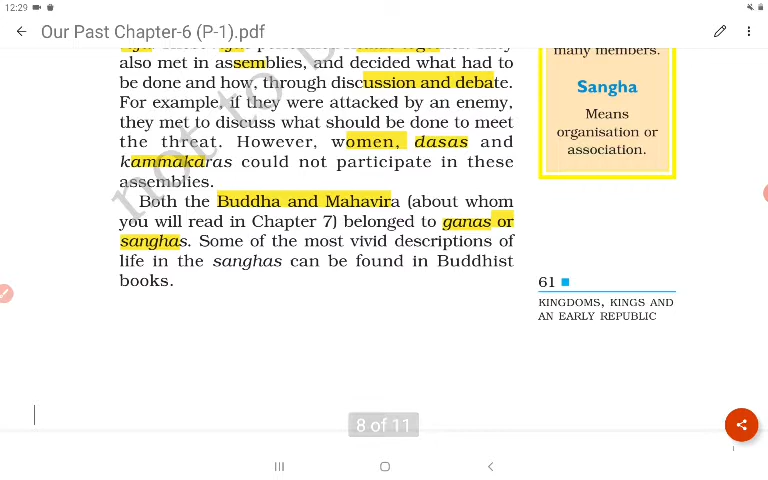 12:29
Our Past Chapter-6 (P-1).pdf
also met in assemblies, and decided what had to
be done and how, through discussion and debate.
For example, if they were attacked by an enemy,
they met to discuss what should be done to meet
the threat. However, women, dasas and
kammakaras could not participate in these
assemblies.
Both the Buddha and Mahavira (about whom
you will read in Chapter 7) belonged to ganas or
sanghas. Some of the most vivid descriptions of
life in the sanghas can be found in Buddhist
books.
many members.
Sangha
Means
organisation or
association.
61
KINGDOMS, KINGS AND
AN EARLY REPUBLIC
not to b
8 of 11